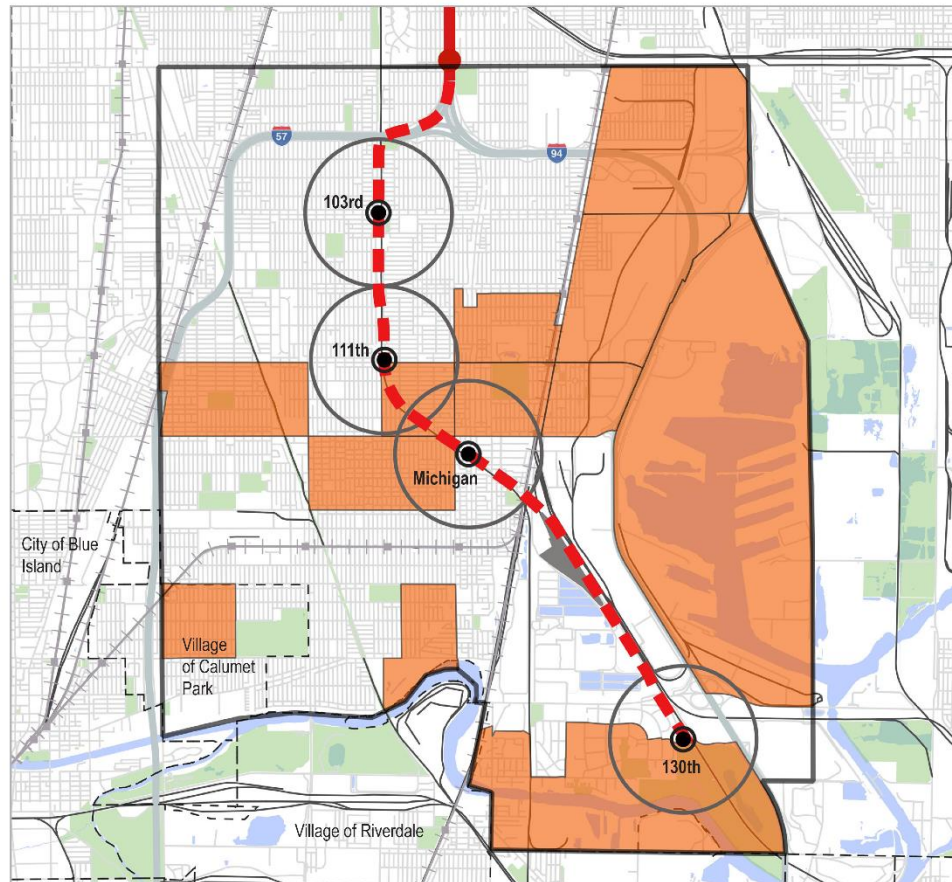 57
94
103rd
111th
Michigan
City of Blue
Island
Village
of Calumet
Park
130th
Village of Riverdale